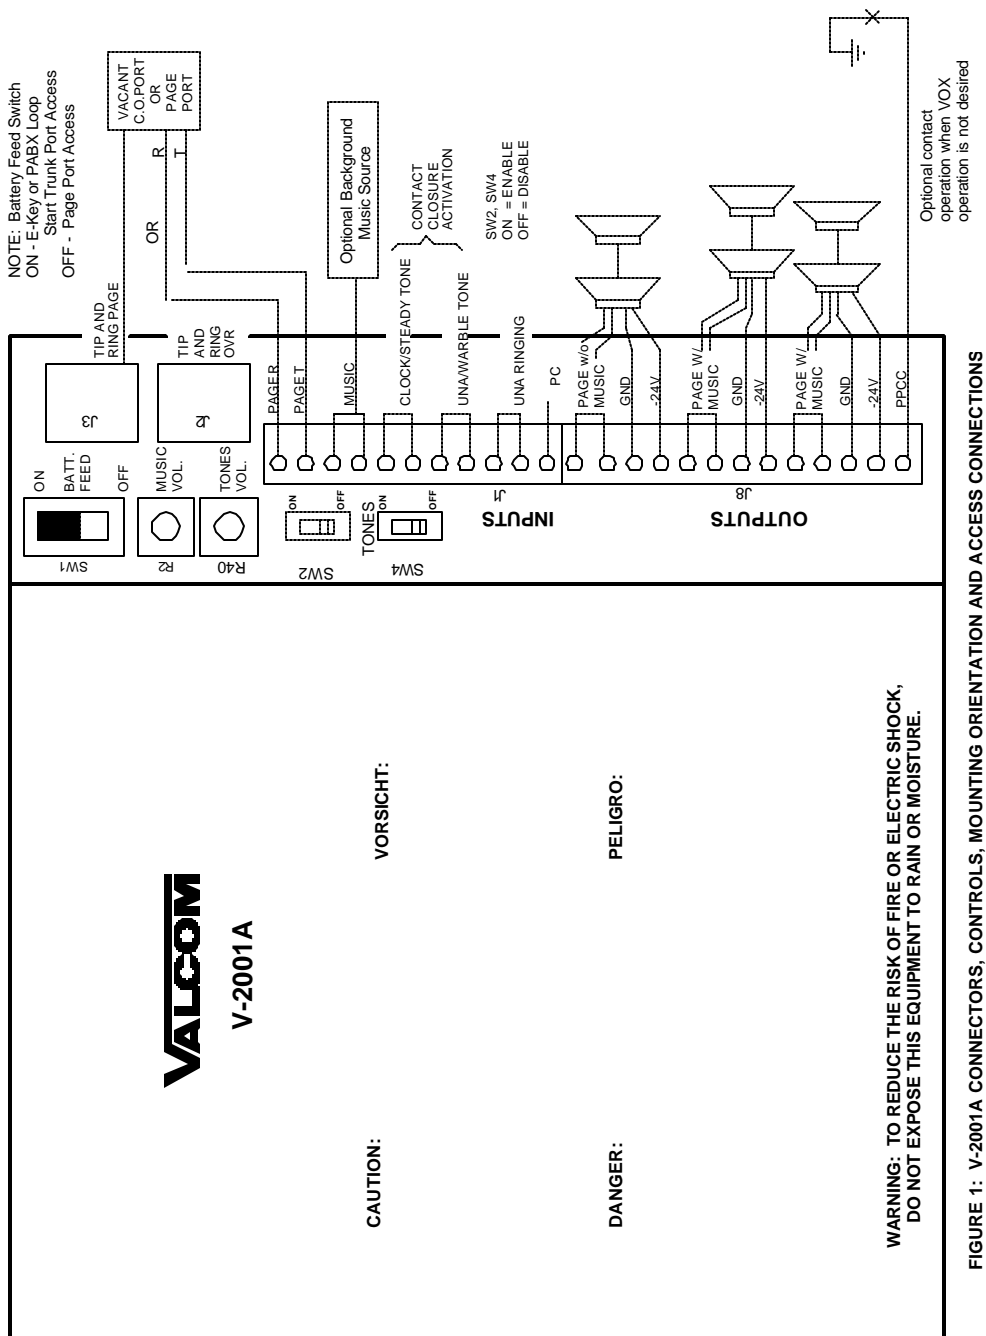 NOTE: Battery Feed Switch
ON - E-Key or PABX Loop
Start Trunk Port Access
OFF - Page Port Access
VACANT
C.O.PORT
OR
PAGE
PORT
R
T
OR
TIP AND
RING PAGE
TIP
AND
RING
OVR
J3
J2
ON
BATT.
FEED
OFF
SW1
MUSIC
VOL.
R2
TONES
VOL.
R40
ON
OFF
SW2
TONES
ON
OFF
SW4
Optional Background
Music Source
CONTACT
CLOSURE
ACTIVATION
SW2, SW4
ON = ENABLE
OFF = DISABLE
PAGE R
PAGE T
MUSIC
CLOCK/STEADY TONE
UNA/WARBLE TONE
UNA RINGING
PC
PAGE w/o
MUSIC
GND
-24V
PAGE W/
MUSIC
GND
-24V
PAGE W/
MUSIC
GND
-24V
PPCC
J1
INPUTS
J8
OUTPUTS
Optional contact
operation when VOX
operation is not desired
VALCOM
V-2001A
CAUTION:
VORSICHT:
DANGER:
PELIGRO:
WARNING: TO REDUCE THE RISK OF FIRE OR ELECTRIC SHOCK,
DO NOT EXPOSE THIS EQUIPMENT TO RAIN OR MOISTURE.
FIGURE 1: V-2001A CONNECTORS, CONTROLS, MOUNTING ORIENTATION AND ACCESS CONNECTIONS